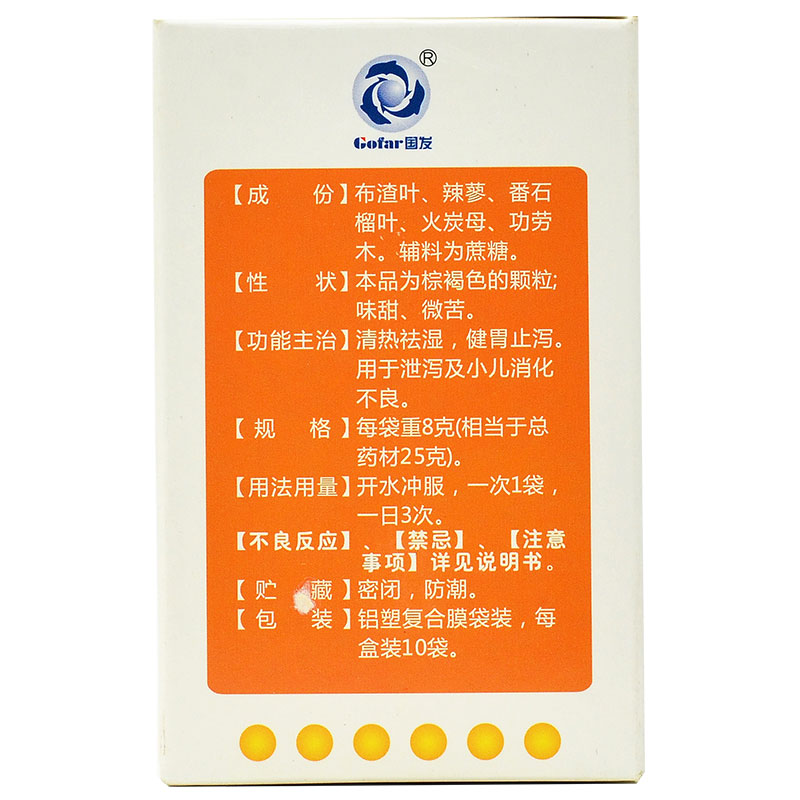 ®
Gofar国发
【成 份】布渣叶、辣蓼、番石
榴叶、火炭母、功劳
木。辅料为蔗糖。
【性 状】本品为棕褐色的颗粒;
味甜、微苦。
【功能主治】清热祛湿，健胃止泻。
用于泄泻及小儿消化
不良。
【规 格】每袋重8克(相当于总
药材25克)。
【用法用量】开水冲服，一次1袋，
一日3次。
【不良反应】、【禁忌】、【注意
事项】详见说明书。
【贮 藏】密闭，防潮。
【包 装】铝塑复合膜袋装，每
盒装10袋。